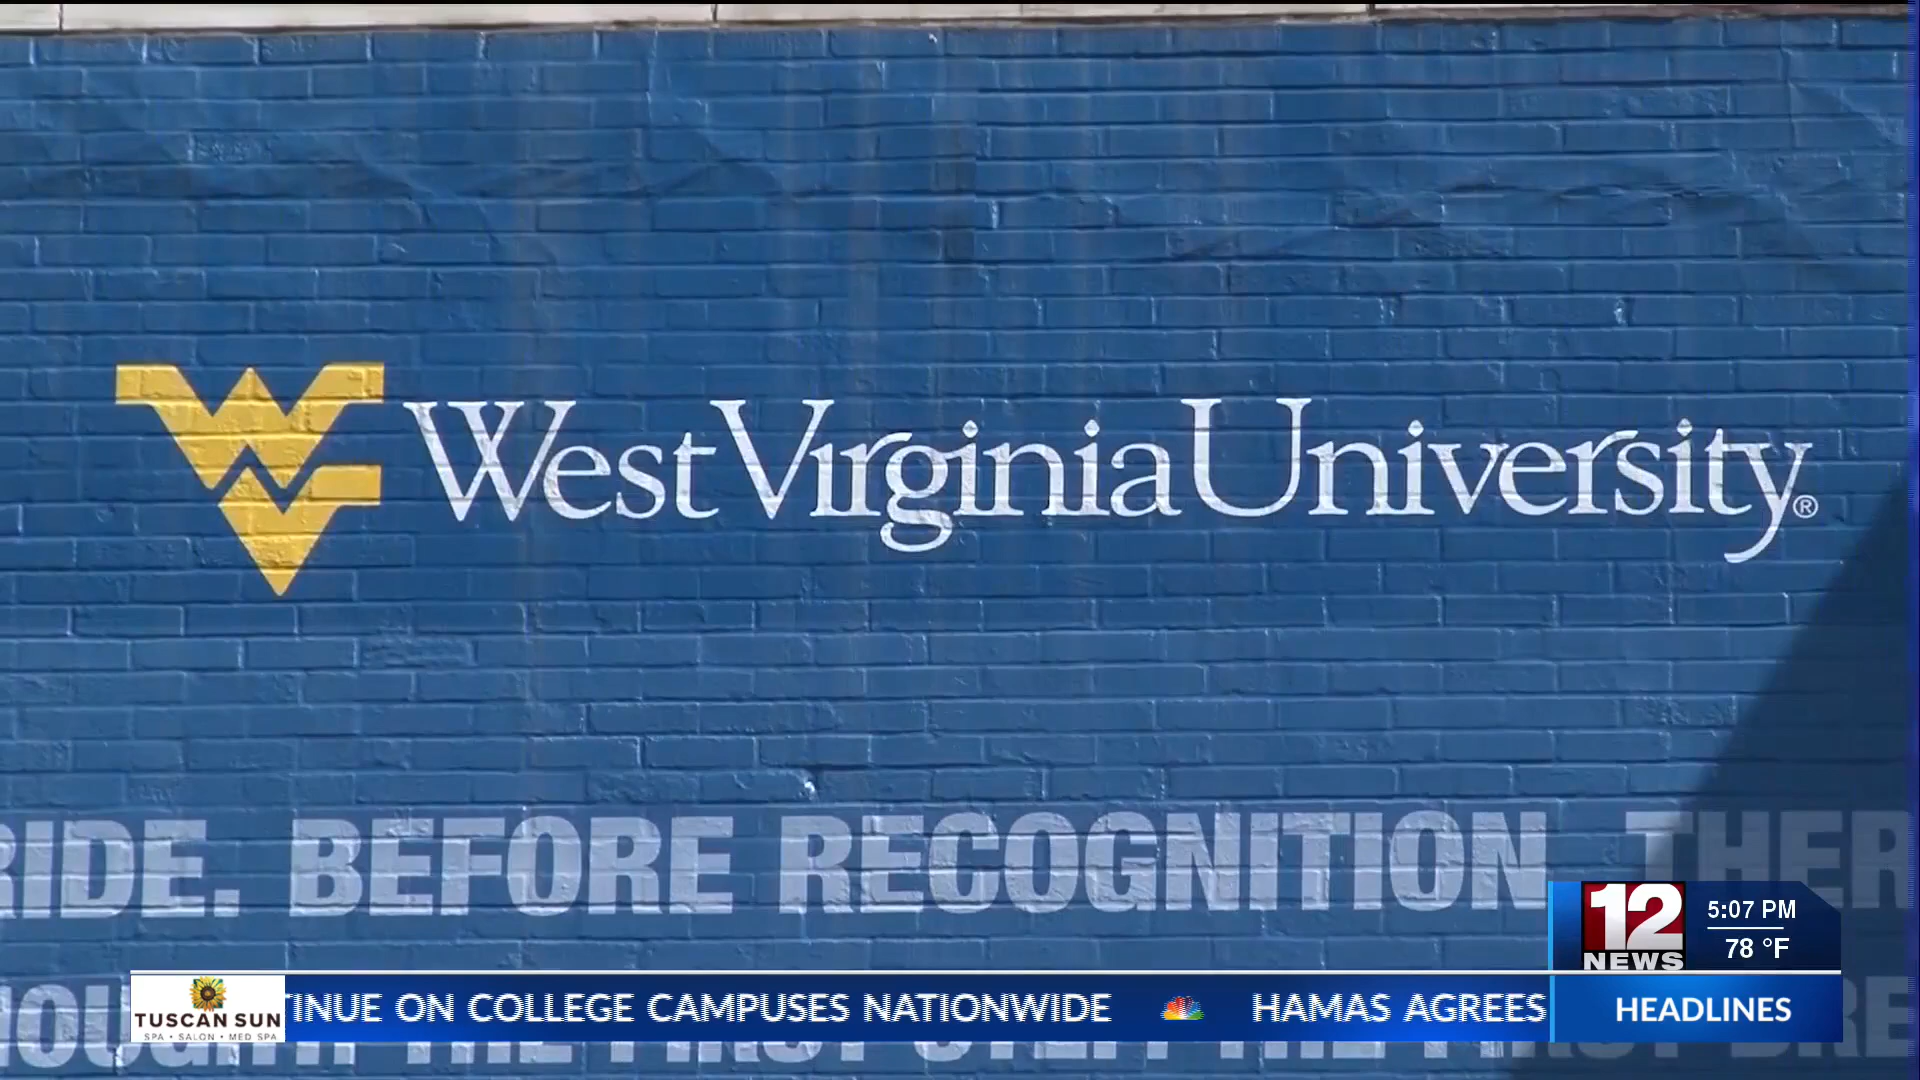 West Virginia University®
RIDE. BEFORE RECOGNITION. THER
12
NEWS
5:07 PM
78 °F
TUSCAN SUN
SPA • SALON • MED SPA
TINUE ON COLLEGE CAMPUSES NATIONWIDE
HAMAS AGREES
HEADLINES